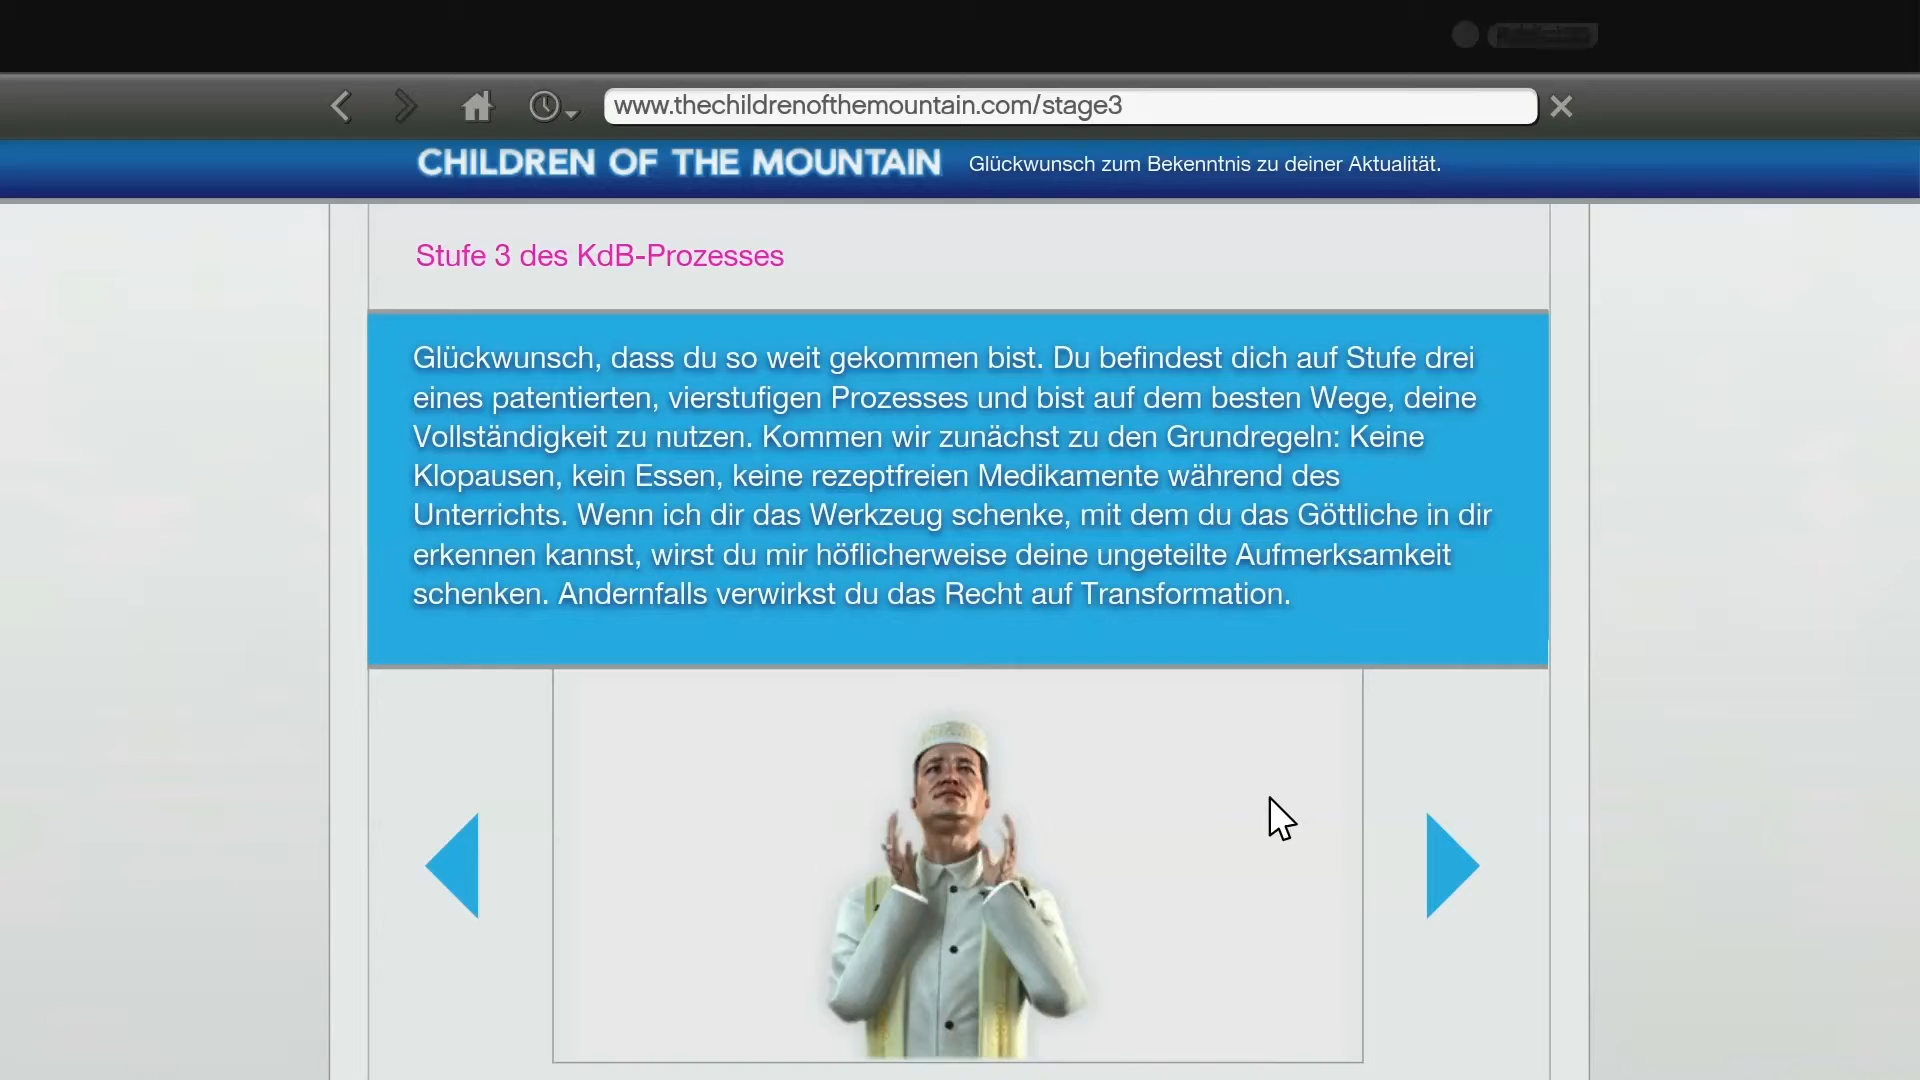 www.thechildrenofthemountain.com/stage3
CHILDREN OF THE MOUNTAIN
Glückwunsch zum Bekenntnis zu deiner Aktualität.
Stufe 3 des KdB-Prozesses
Glückwunsch, dass du so weit gekommen bist. Du befindest dich auf Stufe drei
eines patentierten, vierstufigen Prozesses und bist auf dem besten Wege, deine
Vollständigkeit zu nutzen. Kommen wir zunächst zu den Grundregeln: Keine
Klopausen, kein Essen, keine rezeptfreien Medikamente während des
Unterrichts. Wenn ich dir das Werkzeug schenke, mit dem du das Göttliche in dir
erkennen kannst, wirst du mir höflicherweise deine ungeteilte Aufmerksamkeit
schenken. Andernfalls verwirkst du das Recht auf Transformation.